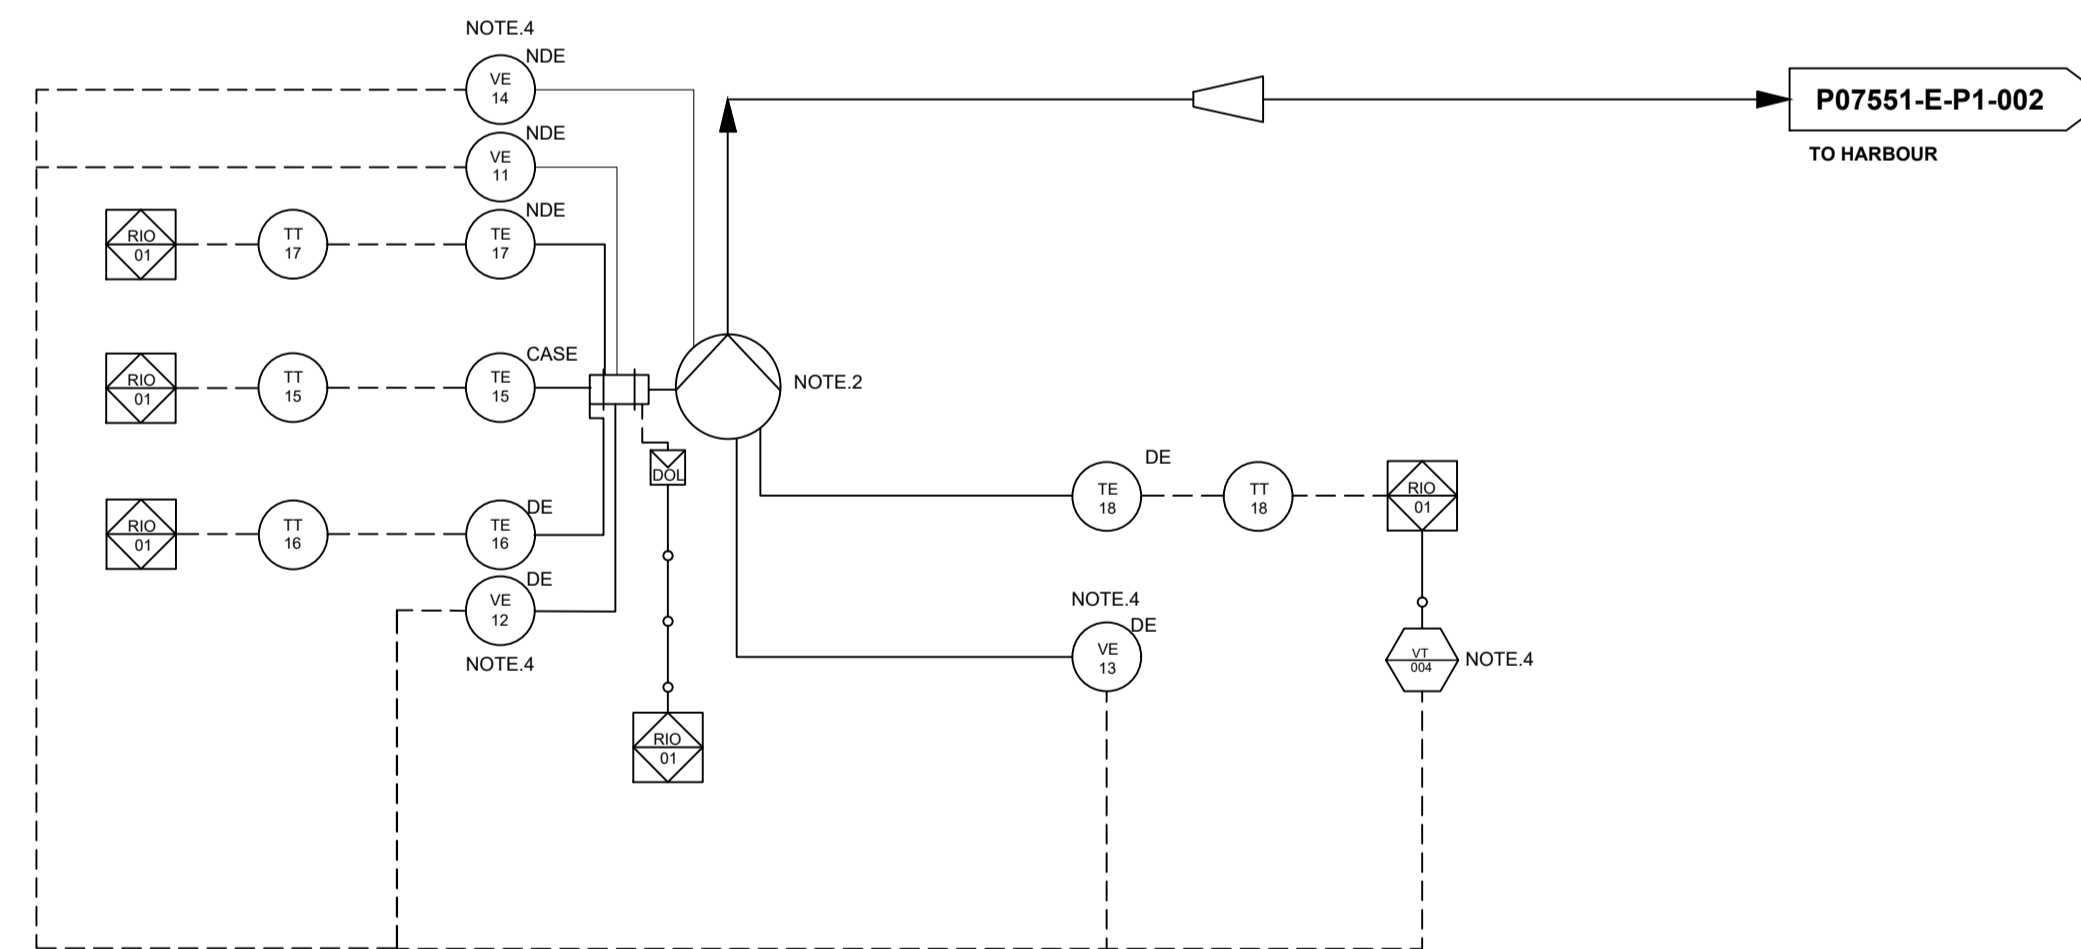 NOTE.4
NDE
VE
14
P07551-E-P1-002
TO HARBOUR
NDE
VE
11
NDE
RIO
01
TT
17
TE
17
CASE
RIO
01
TT
15
TE
15
NOTE.2
DOL
DE
TE
18
TT
18
RIO
01
DE
RIO
01
TT
16
TE
16
DE
VE
12
NOTE.4
NOTE.4
DE
VE
13
VT
004
NOTE.4
RIO
01